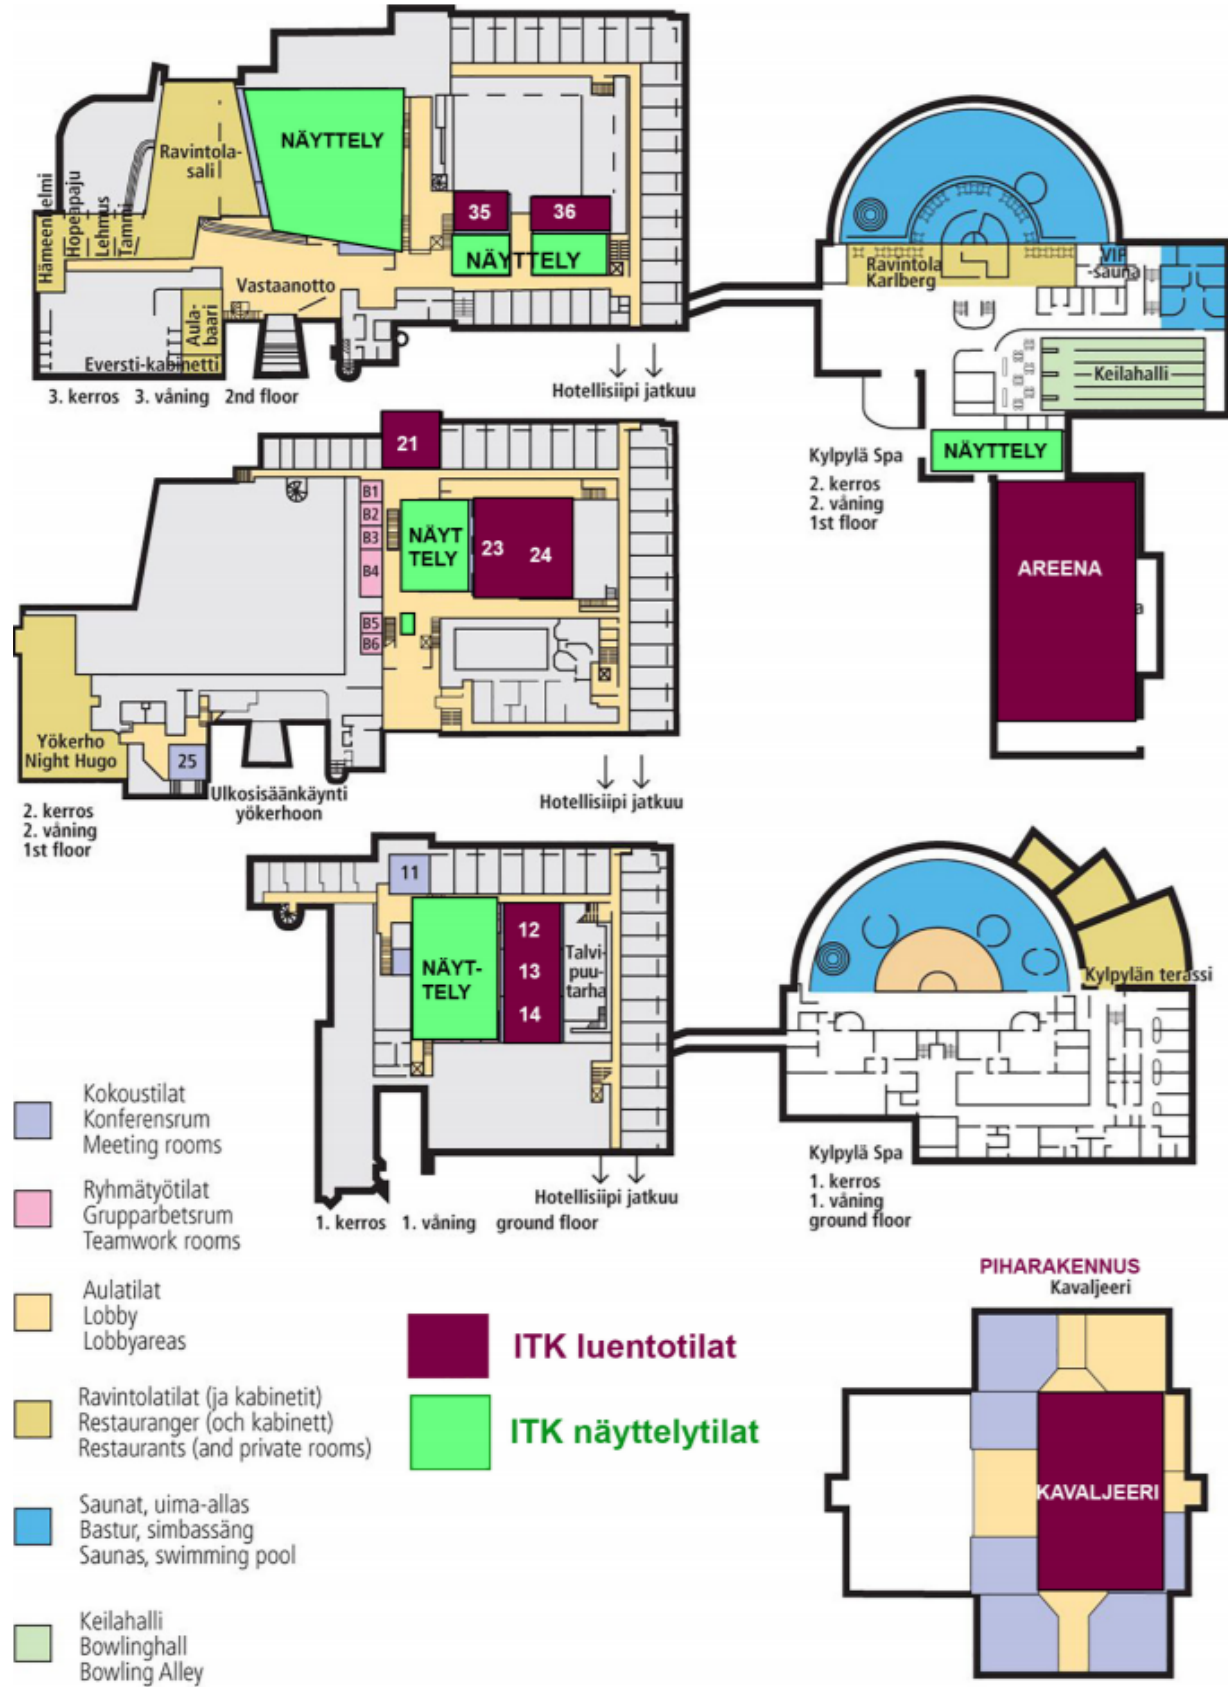 NÄYTTELY
Ravintola-
sali
Hämeenhelmi
Hopeapaju
Lehmus
Tammi
35
36
NÄYTTELY
Vastaanotto
Aula-
baari
Eversti-kabinetti
3. kerros 3. våning 2nd floor
Hotellisiipi jatkuu
Ravintola
Karlberg
VIP
-sauna
Keilahalli
NÄYTTELY
Kylpylä Spa
2. kerros
2. våning
1st floor
AREENA
a
21
B1
B2
B3
B4
B5
B6
NÄYT
TELY
23
24
Yökerho
Night Hugo
25
Ulkosisäänkäynti
yökerhoon
Hotellisiipi jatkuu
2. kerros
2. våning
1st floor
11
NÄYT-
TELY
12
13
14
Talvi-
puu-
tarha
Hotellisiipi jatkuu
1. kerros 1. våning ground floor
Kylpylän terassi
Kylpylä Spa
1. kerros
1. våning
ground floor
Kokoustilat
Konferensrum
Meeting rooms
Ryhmätyötilat
Grupparbetsrum
Teamwork rooms
Aulatilat
Lobby
Lobbyareas
Ravintolatilat (ja kabinetit)
Restauranger (och kabinett)
Restaurants (and private rooms)
Saunat, uima-allas
Bastur, simbassäng
Saunas, swimming pool
Keilahalli
Bowlinghall
Bowling Alley
ITK luentotilat
ITK näyttelytilat
PIHARAKENNUS
Kavaljeeri
KAVALJEERI